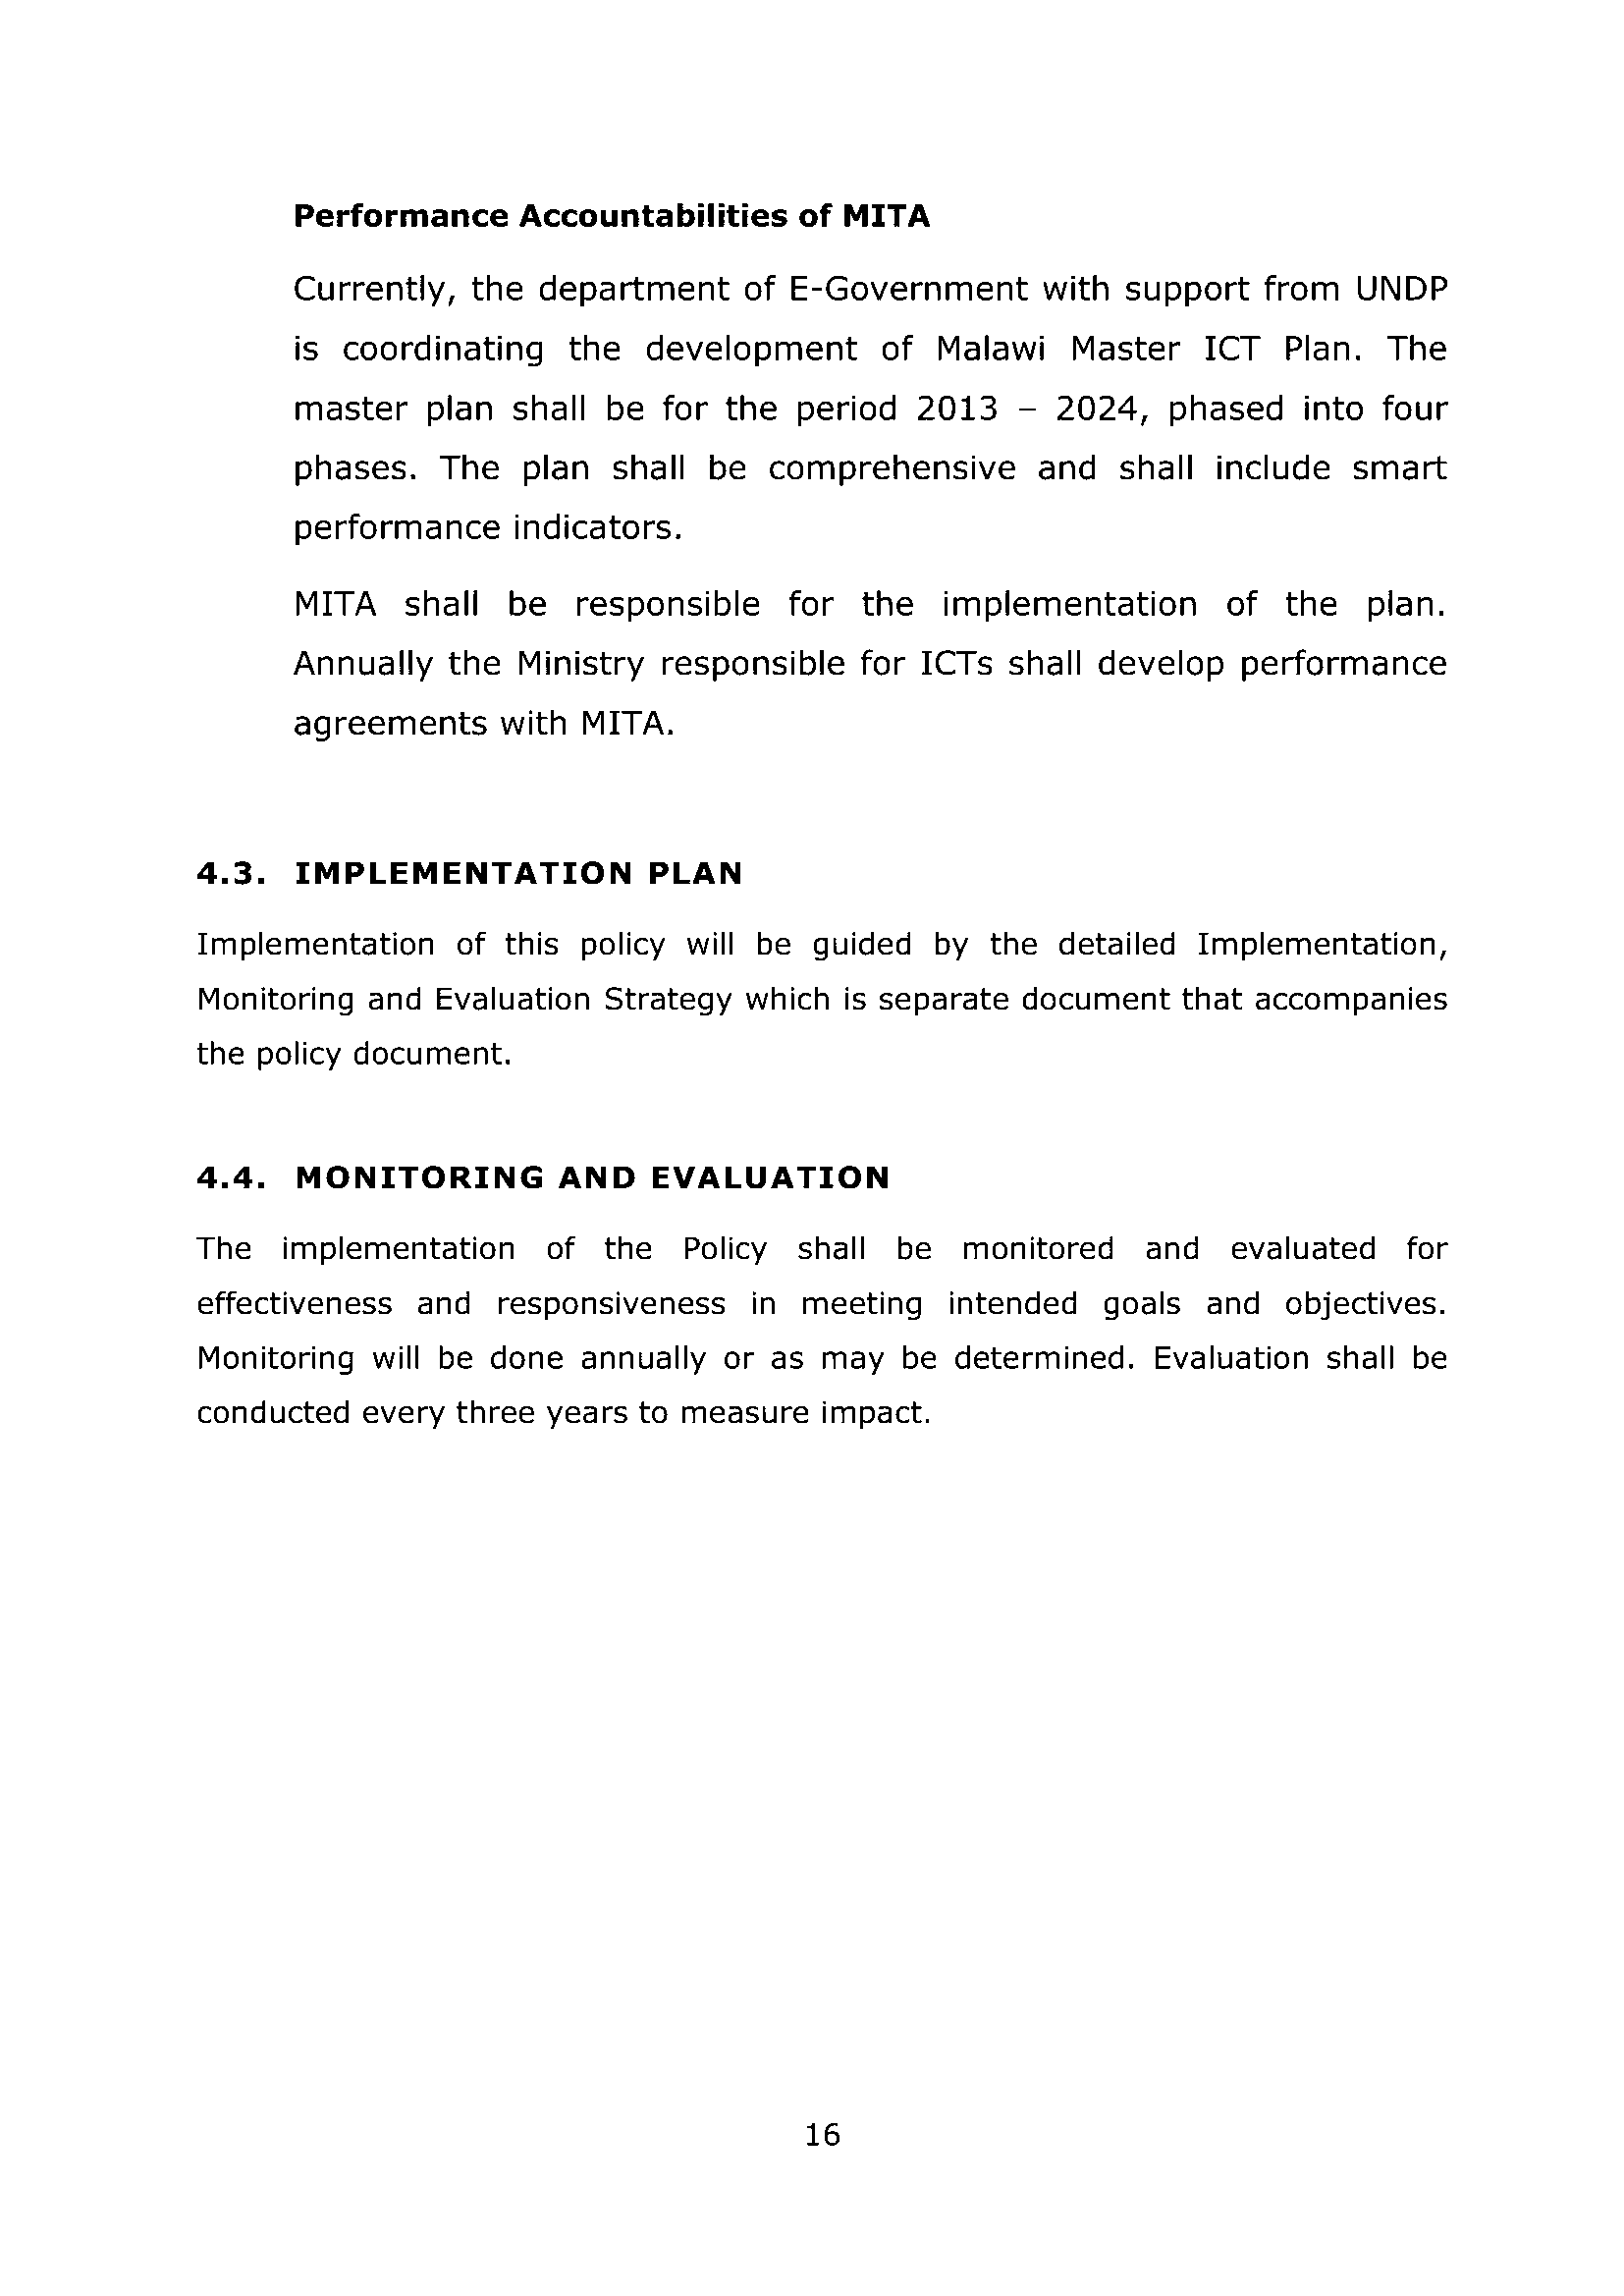 Performance Accountabilities of MITA
Currently, the department of E-Government with support from UNDP
is coordinating the development of Malawi Master ICT Plan. The
master plan shall be for the period 2013 – 2024, phased into four
phases. The plan shall be comprehensive and shall include smart
performance indicators.
MITA shall be responsible for the implementation of the plan.
Annually the Ministry responsible for ICTs shall develop performance
agreements with MITA.
4.3. IMPLEMENTATION PLAN
Implementation of this policy will be guided by the detailed Implementation,
Monitoring and Evaluation Strategy which is separate document that accompanies
the policy document.
4.4. MONITORING AND EVALUATION
The implementation of the Policy shall be monitored and evaluated for
effectiveness and responsiveness in meeting intended goals and objectives.
Monitoring will be done annually or as may be determined. Evaluation shall be
conducted every three years to measure impact.
16